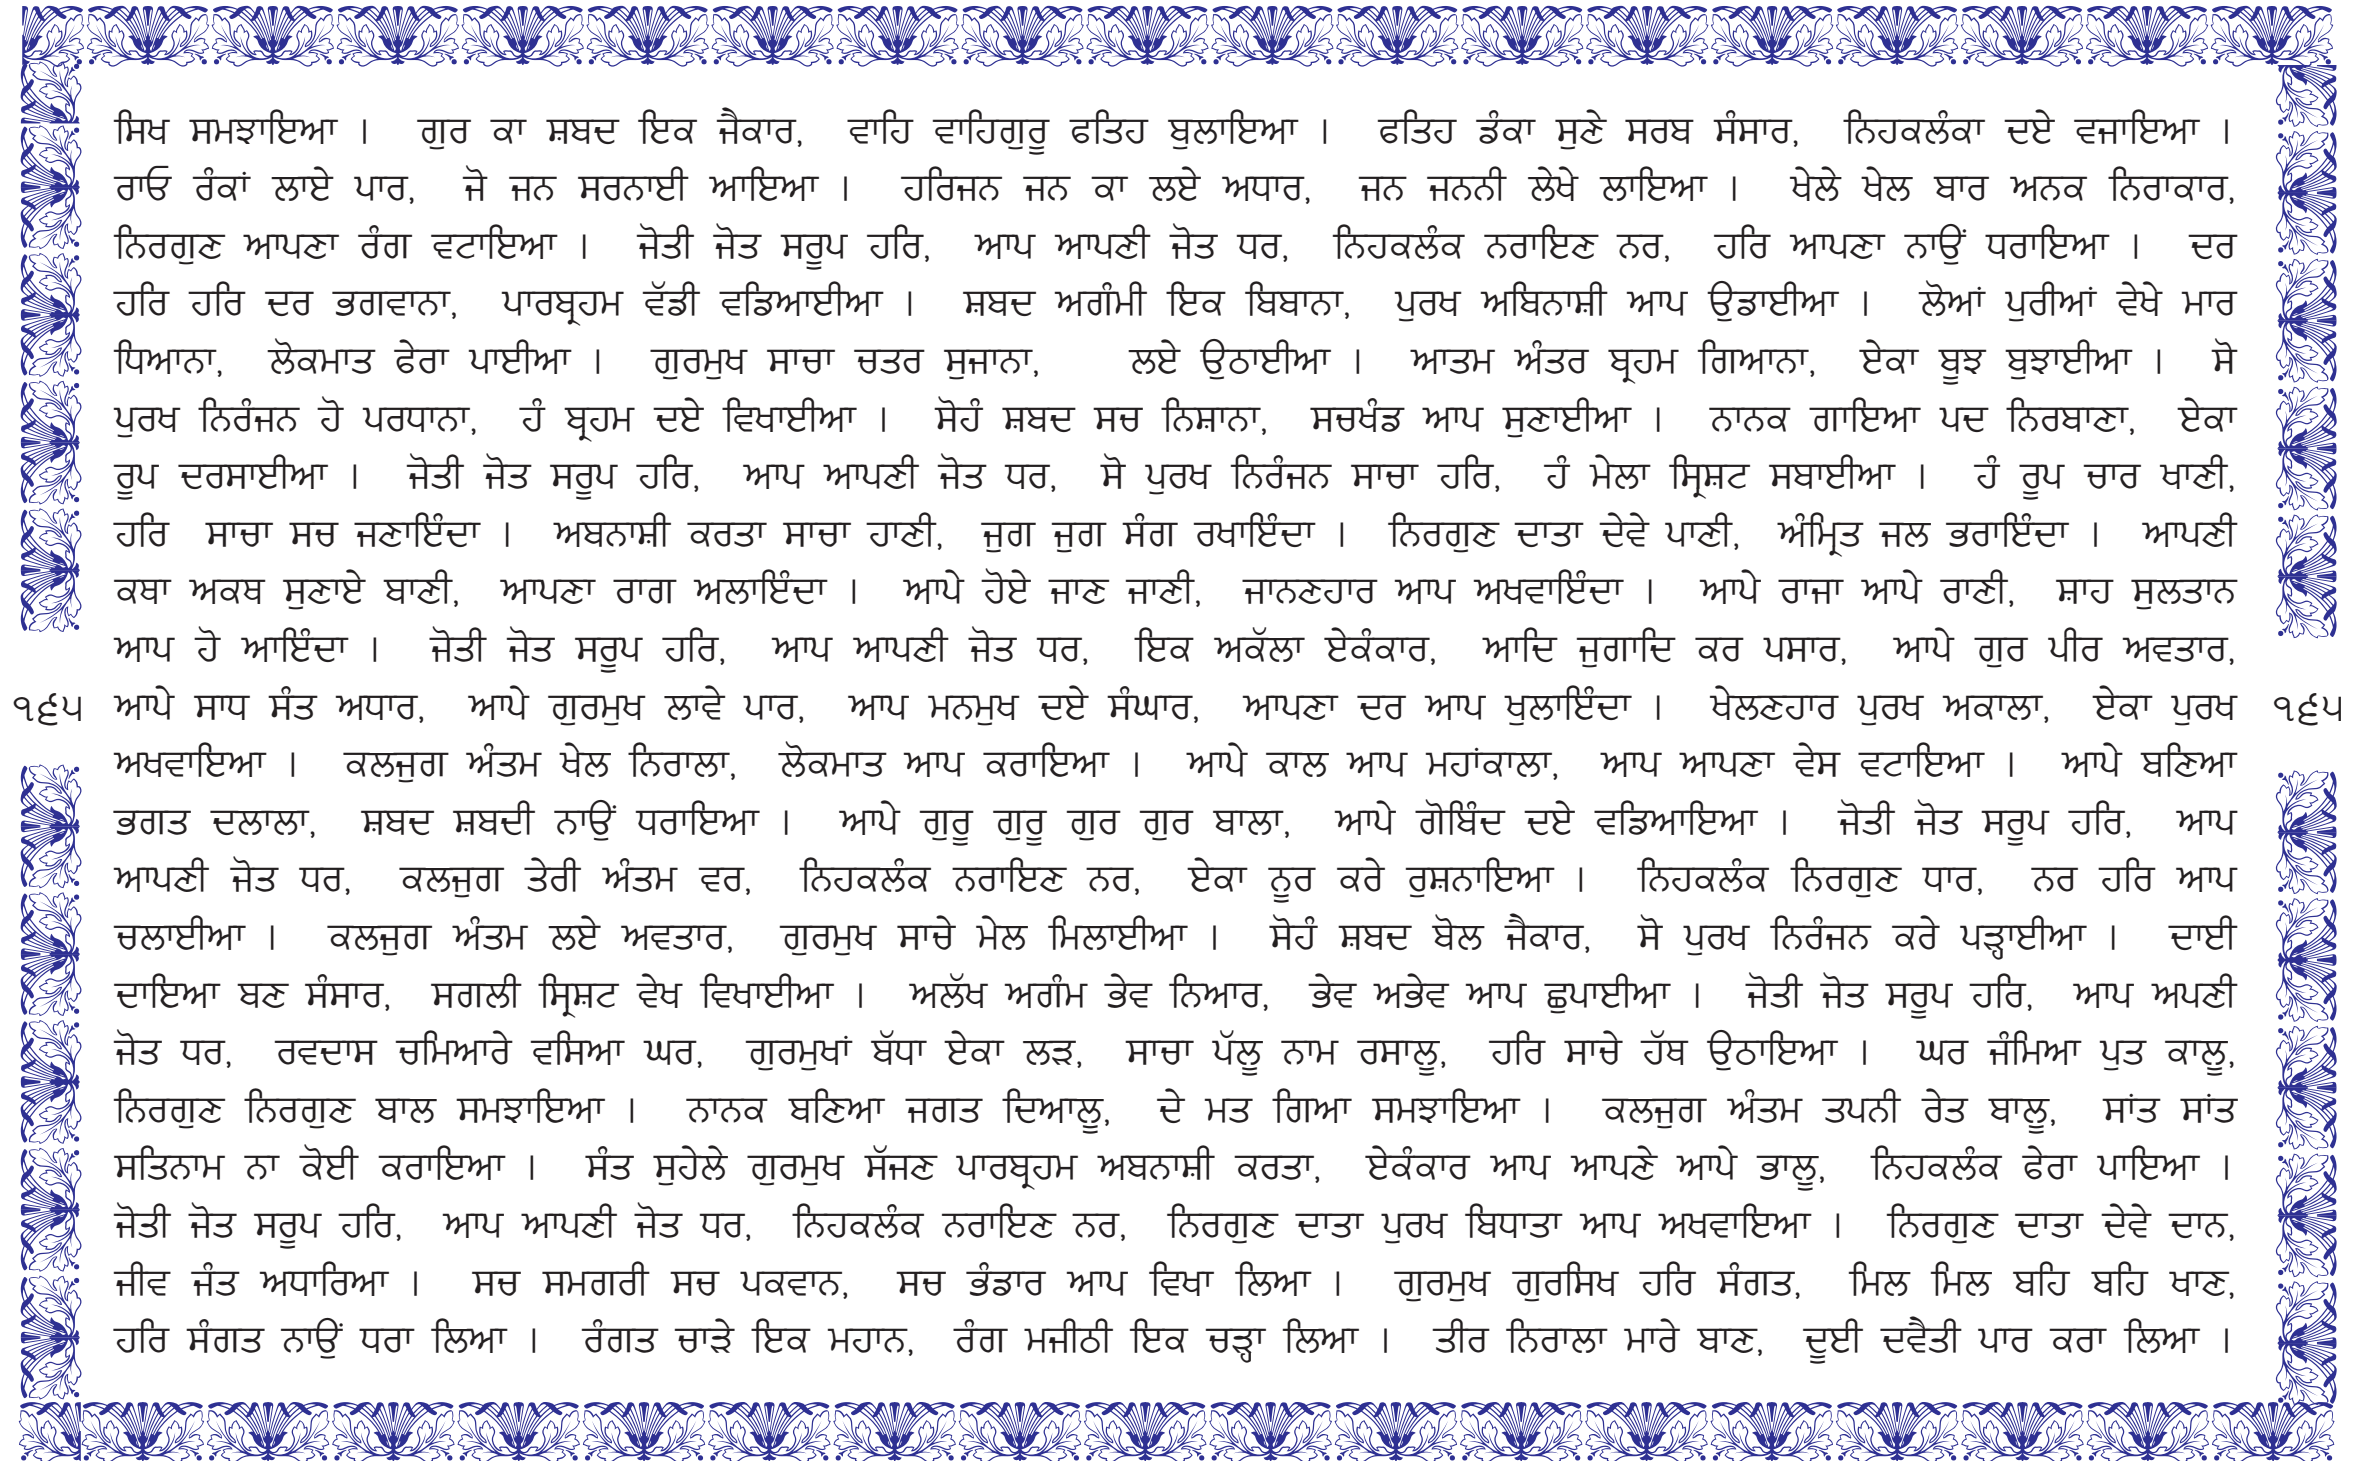 ਸਿਖ ਸਮਝਾਇਆ । ਗੁਰ ਕਾ ਸ਼ਬਦ ਇਕ ਜੈਕਾਰ, ਵਾਹਿ ਵਾਹਿਗੁਰੂ ਫਤਿਹ ਬੁਲਾਇਆ । ਫਤਿਹ ਡੰਕਾ ਸੁਣੇ ਸਰਬ ਸੰਸਾਰ, ਨਿਹਕਲੰਕਾ ਦਏ ਵਜਾਇਆ ।
ਰਾਓ ਰੰਕਾਂ ਲਾਏ ਪਾਰ, ਜੋ ਜਨ ਸਰਨਾਈ ਆਇਆ । ਹਰਿਜਨ ਜਨ ਕਾ ਲਏ ਅਧਾਰ, ਜਨ ਜਨਨੀ ਲੇਖੇ ਲਾਇਆ । ਖੇਲੇ ਖੇਲ ਬਾਰ ਅਨਕ ਨਿਰਾਕਾਰ,
ਨਿਰਗੁਣ ਆਪਣਾ ਰੰਗ ਵਟਾਇਆ । ਜੋਤੀ ਜੋਤ ਸਰੂਪ ਹਰਿ, ਆਪ ਆਪਣੀ ਜੋਤ ਧਰ, ਨਿਹਕਲੰਕ ਨਰਾਇਣ ਨਰ, ਹਰਿ ਆਪਣਾ ਨਾਉਂ ਧਰਾਇਆ । ਦਰ
ਹਰਿ ਹਰਿ ਦਰ ਭਗਵਾਨਾ, ਪਾਰਬ੍ਰਹਮ ਵੱਡੀ ਵਡਿਆਈਆ । ਸ਼ਬਦ ਅਗੰਮੀ ਇਕ ਬਿਬਾਨਾ, ਪੁਰਖ ਅਬਿਨਾਸ਼ੀ ਆਪ ਉਡਾਈਆ । ਲੋਆਂ ਪੁਰੀਆਂ ਵੇਖੇ ਮਾਰ
ਧਿਆਨਾ, ਲੋਕਮਾਤ ਫੇਰਾ ਪਾਈਆ । ਗੁਰਮੁਖ ਸਾਚਾ ਚਤਰ ਸੁਜਾਨਾ, ਲਏ ਉਠਾਈਆ । ਆਤਮ ਅੰਤਰ ਬ੍ਰਹਮ ਗਿਆਨਾ, ਏਕਾ ਬੂਝ ਬੁਝਾਈਆ । ਸੋ
ਪੁਰਖ ਨਿਰੰਜਨ ਹੋ ਪਰਧਾਨਾ, ਹੰ ਬ੍ਰਹਮ ਦਏ ਵਿਖਾਈਆ । ਸੋਹੰ ਸ਼ਬਦ ਸਚ ਨਿਸ਼ਾਨਾ, ਸਚਖੰਡ ਆਪ ਸੁਣਾਈਆ । ਨਾਨਕ ਗਾਇਆ ਪਦ ਨਿਰਬਾਣਾ, ਏਕਾ
ਰੂਪ ਦਰਸਾਈਆ । ਜੋਤੀ ਜੋਤ ਸਰੂਪ ਹਰਿ, ਆਪ ਆਪਣੀ ਜੋਤ ਧਰ, ਸੋ ਪੁਰਖ ਨਿਰੰਜਨ ਸਾਚਾ ਹਰਿ, ਹੰ ਮੇਲਾ ਸ੍ਰਿਸ਼ਟ ਸਬਾਈਆ । ਹੰ ਰੂਪ ਚਾਰ ਖਾਣੀ,
ਹਰਿ ਸਾਚਾ ਸਚ ਜਣਾਇੰਦਾ । ਅਬਨਾਸ਼ੀ ਕਰਤਾ ਸਾਚਾ ਹਾਣੀ, ਜੁਗ ਜੁਗ ਸੰਗ ਰਖਾਇੰਦਾ । ਨਿਰਗੁਣ ਦਾਤਾ ਦੇਵੇ ਪਾਣੀ, ਅੰਮ੍ਰਿਤ ਜਲ ਭਰਾਇੰਦਾ । ਆਪਣੀ
ਕਥਾ ਅਕਥ ਸੁਣਾਏ ਬਾਣੀ, ਆਪਣਾ ਰਾਗ ਅਲਾਇੰਦਾ । ਆਪੇ ਹੋਏ ਜਾਣ ਜਾਣੀ, ਜਾਨਣਹਾਰ ਆਪ ਅਖਵਾਇੰਦਾ । ਆਪੇ ਰਾਜਾ ਆਪੇ ਰਾਣੀ, ਸ਼ਾਹ ਸੁਲਤਾਨ
ਆਪ ਹੋ ਆਇੰਦਾ । ਜੋਤੀ ਜੋਤ ਸਰੂਪ ਹਰਿ, ਆਪ ਆਪਣੀ ਜੋਤ ਧਰ, ਇਕ ਅਕੱਲਾ ਏਕੰਕਾਰ, ਆਦਿ ਜੁਗਾਦਿ ਕਰ ਪਸਾਰ, ਆਪੇ ਗੁਰ ਪੀਰ ਅਵਤਾਰ,
੧੬੫ ਆਪੇ ਸਾਧ ਸੰਤ ਅਧਾਰ, ਆਪੇ ਗੁਰਮੁਖ ਲਾਵੇ ਪਾਰ, ਆਪ ਮਨਮੁਖ ਦਏ ਸੰਘਾਰ, ਆਪਣਾ ਦਰ ਆਪ ਖੁਲਾਇੰਦਾ । ਖੇਲਣਹਾਰ ਪੁਰਖ ਅਕਾਲਾ, ਏਕਾ ਪੁਰਖ ੧੬੫
ਅਖਵਾਇਆ । ਕਲਜੁਗ ਅੰਤਮ ਖੇਲ ਨਿਰਾਲਾ, ਲੋਕਮਾਤ ਆਪ ਕਰਾਇਆ । ਆਪੇ ਕਾਲ ਆਪ ਮਹਾਂਕਾਲਾ, ਆਪ ਆਪਣਾ ਵੇਸ ਵਟਾਇਆ । ਆਪੇ ਬਣਿਆ
ਭਗਤ ਦਲਾਲਾ, ਸ਼ਬਦ ਸ਼ਬਦੀ ਨਾਉਂ ਧਰਾਇਆ । ਆਪੇ ਗੁਰੂ ਗੁਰੂ ਗੁਰ ਗੁਰ ਬਾਲਾ, ਆਪੇ ਗੋਬਿੰਦ ਦਏ ਵਡਿਆਇਆ । ਜੋਤੀ ਜੋਤ ਸਰੂਪ ਹਰਿ, ਆਪ
ਆਪਣੀ ਜੋਤ ਧਰ, ਕਲਜੁਗ ਤੇਰੀ ਅੰਤਮ ਵਰ, ਨਿਹਕਲੰਕ ਨਰਾਇਣ ਨਰ, ਏਕਾ ਨੂਰ ਕਰੇ ਰੁਸ਼ਨਾਇਆ । ਨਿਹਕਲੰਕ ਨਿਰਗੁਣ ਧਾਰ, ਨਰ ਹਰਿ ਆਪ
ਚਲਾਈਆ । ਕਲਜੁਗ ਅੰਤਮ ਲਏ ਅਵਤਾਰ, ਗੁਰਮੁਖ ਸਾਚੇ ਮੇਲ ਮਿਲਾਈਆ । ਸੋਹੰ ਸ਼ਬਦ ਬੋਲ ਜੈਕਾਰ, ਸੋ ਪੁਰਖ ਨਿਰੰਜਨ ਕਰੇ ਪੜ੍ਹਾਈਆ । ਦਾਈ
ਦਾਇਆ ਬਣ ਸੰਸਾਰ, ਸਗਲੀ ਸ੍ਰਿਸ਼ਟ ਵੇਖ ਵਿਖਾਈਆ । ਅਲੱਖ ਅਗੰਮ ਭੇਵ ਨਿਆਰ, ਭੇਵ ਅਭੇਵ ਆਪ ਛੁਪਾਈਆ । ਜੋਤੀ ਜੋਤ ਸਰੂਪ ਹਰਿ, ਆਪ ਅਪਣੀ
ਜੋਤ ਧਰ, ਰਵਦਾਸ ਚਮਿਆਰੇ ਵਸਿਆ ਘਰ, ਗੁਰਮੁਖਾਂ ਬੱਧਾ ਏਕਾ ਲੜ, ਸਾਚਾ ਪੱਲੂ ਨਾਮ ਰਸਾਲੂ, ਹਰਿ ਸਾਚੇ ਹੱਥ ਉਠਾਇਆ । ਘਰ ਜੰਮਿਆ ਪੁਤ ਕਾਲੂ,
ਨਿਰਗੁਣ ਨਿਰਗੁਣ ਬਾਲ ਸਮਝਾਇਆ । ਨਾਨਕ ਬਣਿਆ ਜਗਤ ਦਿਆਲੂ, ਦੇ ਮਤ ਗਿਆ ਸਮਝਾਇਆ । ਕਲਜੁਗ ਅੰਤਮ ਤਪਨੀ ਰੇਤ ਬਾਲੂ, ਸਾਂਤ ਸਾਂਤ
ਸਤਿਨਾਮ ਨਾ ਕੋਈ ਕਰਾਇਆ । ਸੰਤ ਸੁਹੇਲੇ ਗੁਰਮੁਖ ਸੱਜਣ ਪਾਰਬ੍ਰਹਮ ਅਬਨਾਸ਼ੀ ਕਰਤਾ, ਏਕੰਕਾਰ ਆਪ ਆਪਣੇ ਆਪੇ ਭਾਲੂ, ਨਿਹਕਲੰਕ ਫੇਰਾ ਪਾਇਆ ।
ਜੋਤੀ ਜੋਤ ਸਰੂਪ ਹਰਿ, ਆਪ ਆਪਣੀ ਜੋਤ ਧਰ, ਨਿਹਕਲੰਕ ਨਰਾਇਣ ਨਰ, ਨਿਰਗੁਣ ਦਾਤਾ ਪੁਰਖ ਬਿਧਾਤਾ ਆਪ ਅਖਵਾਇਆ । ਨਿਰਗੁਣ ਦਾਤਾ ਦੇਵੇ ਦਾਨ,
ਜੀਵ ਜੰਤ ਅਧਾਰਿਆ । ਸਚ ਸਮਗਰੀ ਸਚ ਪਕਵਾਨ, ਸਚ ਭੰਡਾਰ ਆਪ ਵਿਖਾ ਲਿਆ । ਗੁਰਮੁਖ ਗੁਰਸਿਖ ਹਰਿ ਸੰਗਤ, ਮਿਲ ਮਿਲ ਬਹਿ ਬਹਿ ਖਾਣ,
ਹਰਿ ਸੰਗਤ ਨਾਉਂ ਧਰਾ ਲਿਆ । ਰੰਗਤ ਚਾੜੇ ਇਕ ਮਹਾਨ, ਰੰਗ ਮਜੀਠੀ ਇਕ ਚੜ੍ਹਾ ਲਿਆ । ਤੀਰ ਨਿਰਾਲਾ ਮਾਰੇ ਬਾਣ, ਦੂਈ ਦਵੈਤੀ ਪਾਰ ਕਰਾ ਲਿਆ ।